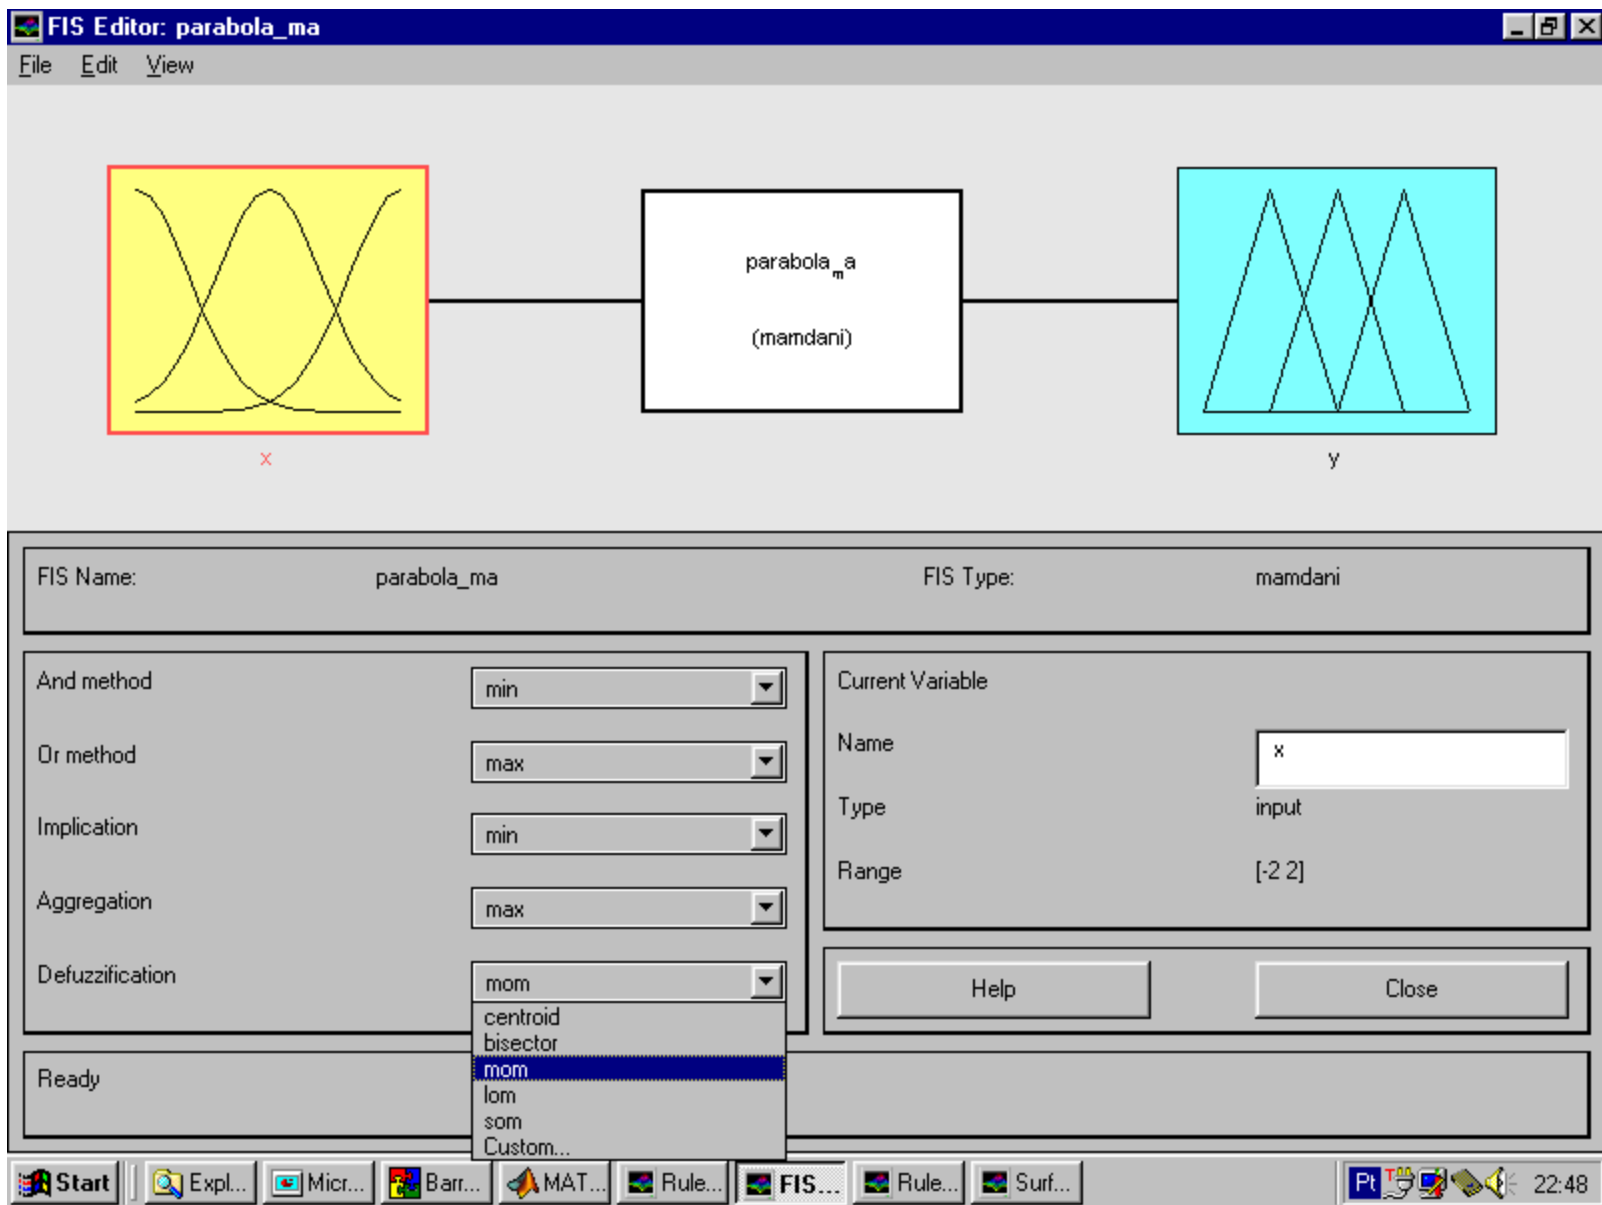 FIS Editor: parabola_ma
File Edit View
parabola_ma
(mamdani)
x
y
FIS Name: parabola_ma FIS Type: mamdani
And method min
Or method max
Implication min
Aggregation max
Defuzzification mom
centroid
bisector
mom
lom
som
Custom...
Current Variable
Name x
Type input
Range [-2 2]
Help Close
Ready
Start Expl... Micr... Barr... MAT... Rule... FIS... Rule... Surf... Pt 22:48